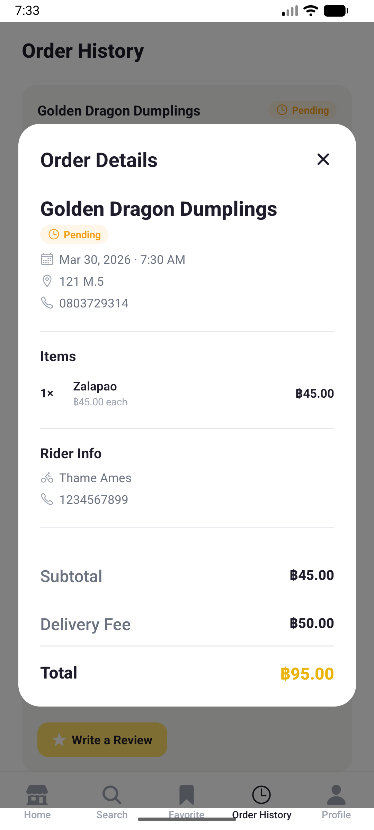 7:33
Order History
Golden Dragon Dumplings
Pending
Order Details
Golden Dragon Dumplings
Pending
Mar 30, 2026 · 7:30 AM
121 M.5
0803729314
Items
1× Zalapao ฿45.00
฿45.00 each
Rider Info
Thame Ames
1234567899
Subtotal ฿45.00
Delivery Fee ฿50.00
Total ฿95.00
Write a Review
Home Search Favorite Order History Profile